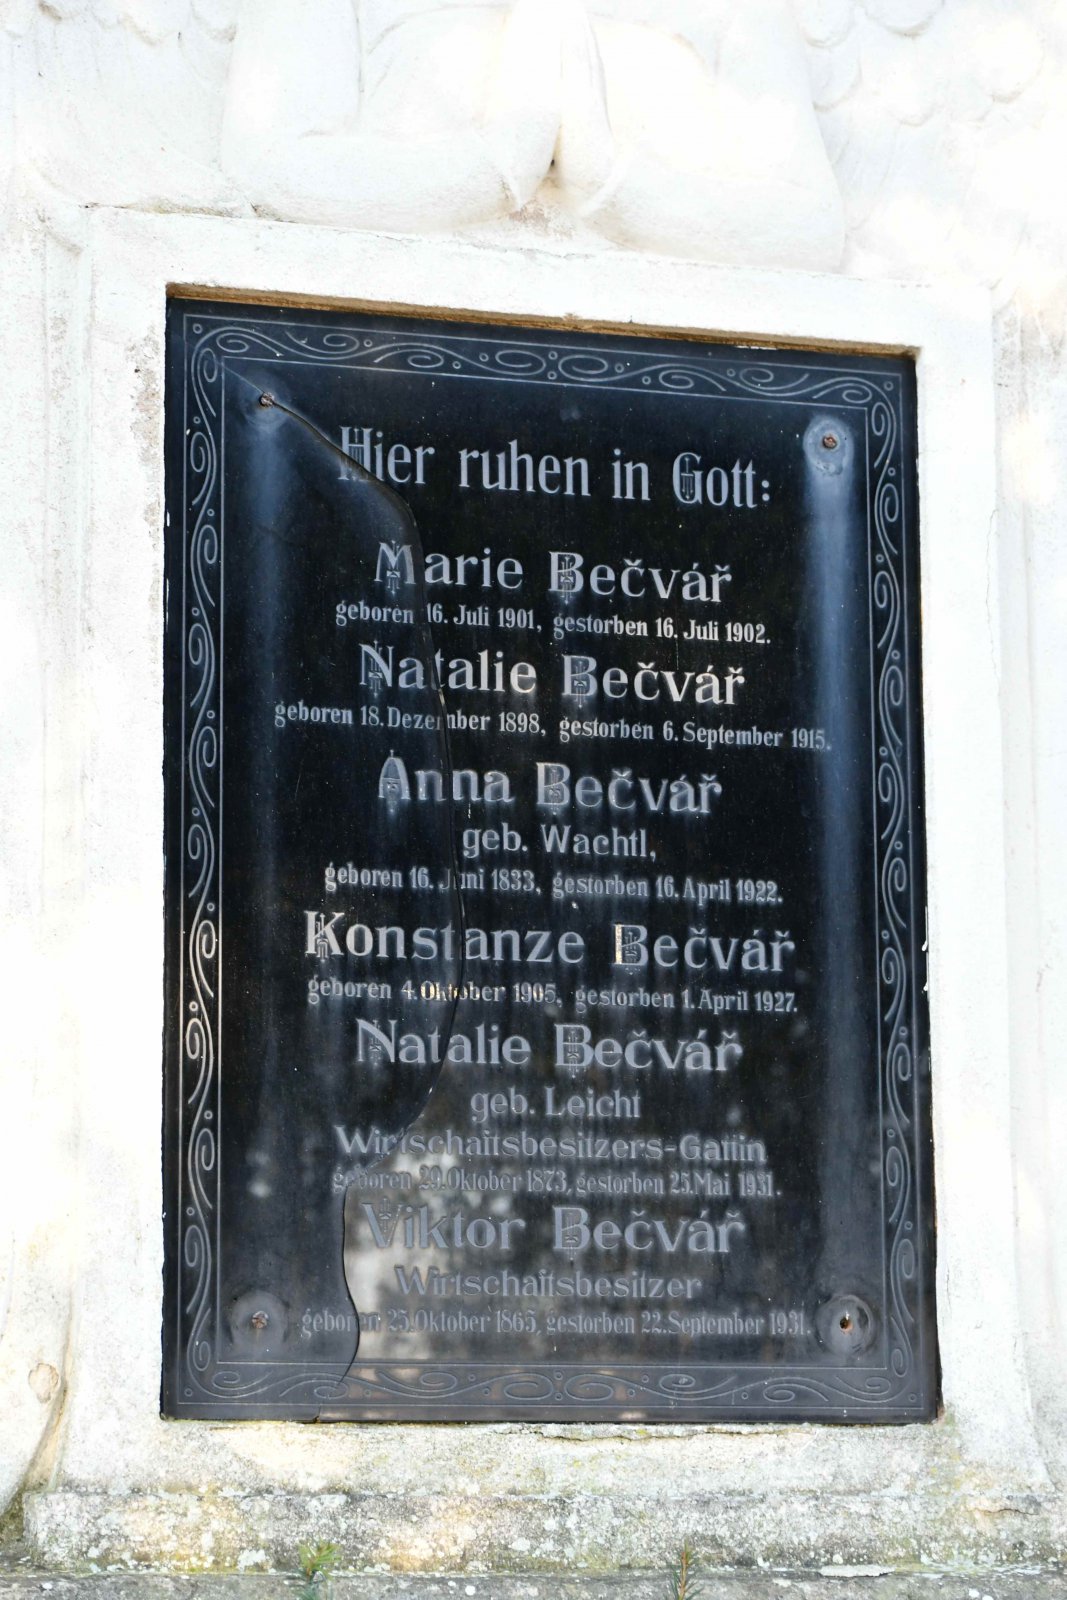 Hier ruhen in Gott:
Marie Bečvář
geboren 16. Juli 1901, gestorben 16. Juli 1902.
Natalie Bečvář
geboren 18. Dezember 1898, gestorben 6. September 1915.
Anna Bečvář
geb. Wachtl,
geboren 16. Juni 1833, gestorben 16. April 1922.
Konstanze Bečvář
geboren 4. Oktober 1905, gestorben 1. April 1927.
Natalie Bečvář
geb. Leicht
Wirtschaftsbesitzers-Gattin
geboren 29. Oktober 1873, gestorben 25. Mai 1931.
Viktor Bečvář
Wirtschaftsbesitzer
geboren 25. Oktober 1865, gestorben 22. September 1931.